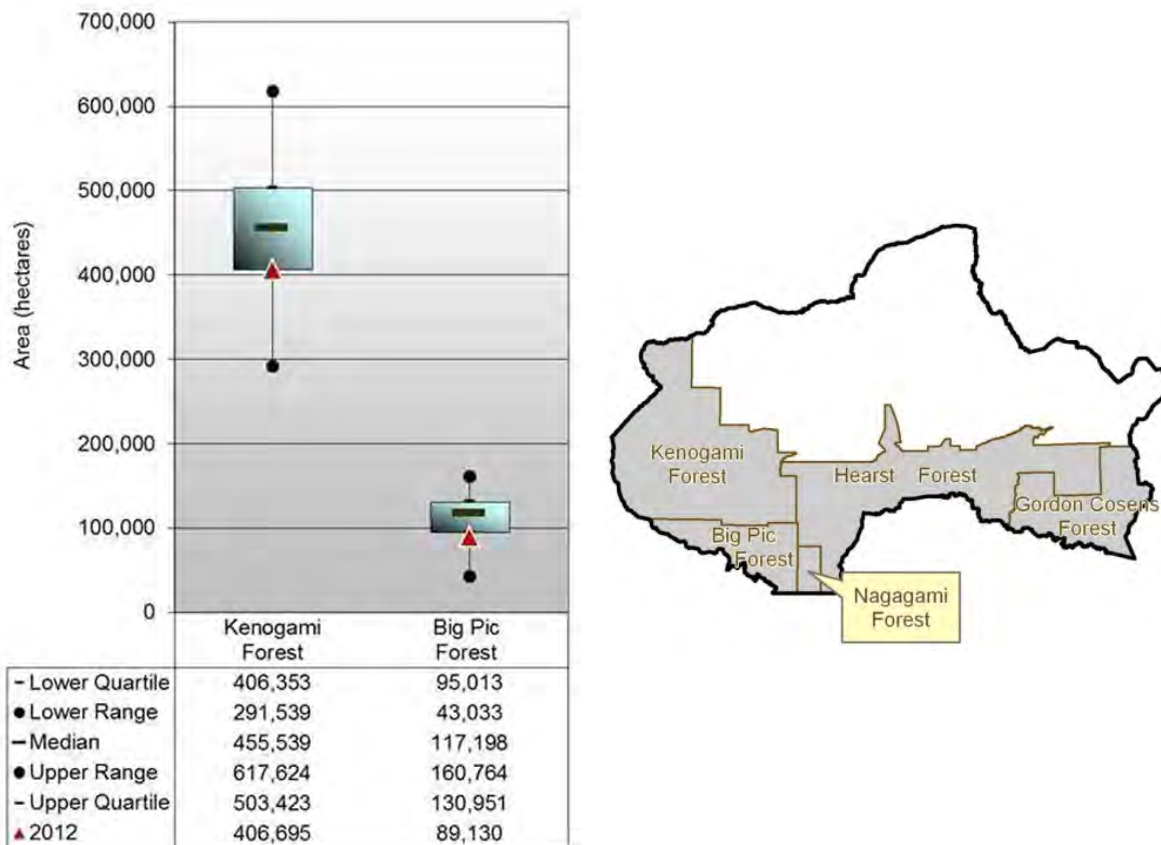 700,000
600,000
500,000
400,000
300,000
200,000
100,000
0
Area (hectares)
Kenogami Forest
Big Pic Forest
- Lower Quartile 406,353 95,013
● Lower Range 291,539 43,033
– Median 455,539 117,198
● Upper Range 617,624 160,764
- Upper Quartile 503,423 130,951
▲ 2012 406,695 89,130
Kenogami
Forest
Hearst Forest
Gordon Cosens
Forest
Big Pic
Forest
Nagagami
Forest